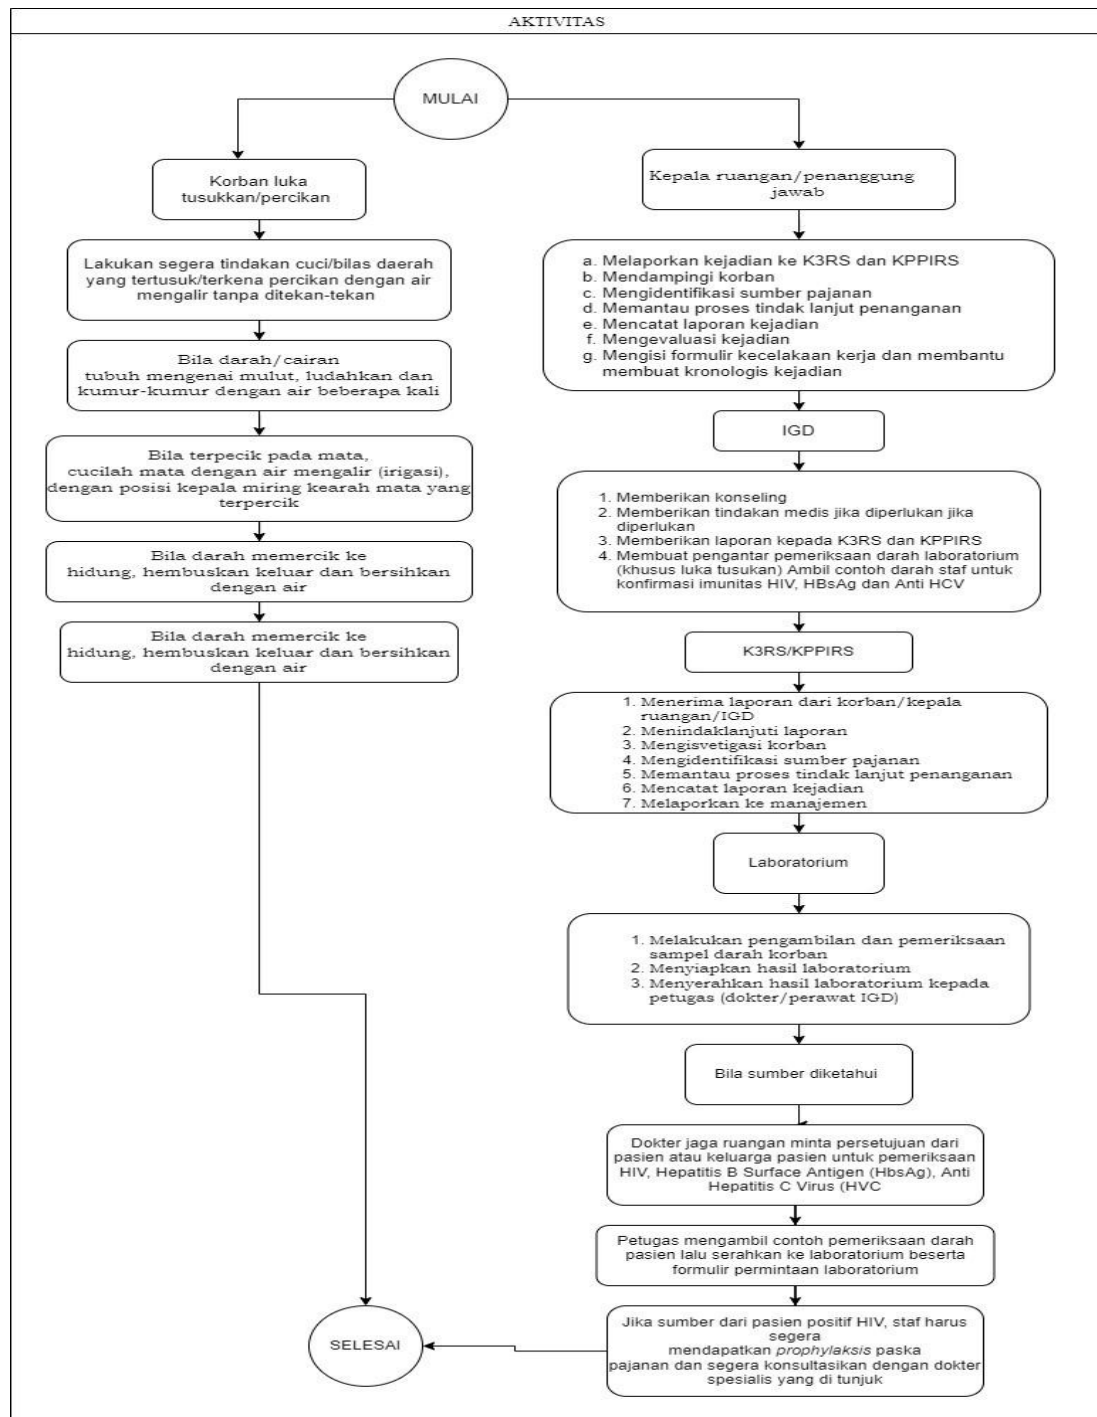 AKTIVITAS
MULAI
Korban luka
tusukkan/percikan
Lakukan segera tindakan cuci/bilas daerah
yang tertusuk/terkena percikan dengan air
mengalir tanpa ditekan-tekan
Bila darah/cairan
tubuh mengenai mulut, ludahkan dan
kumur-kumur dengan air beberapa kali
Bila terpecik pada mata,
cucilah mata dengan air mengalir (irigasi),
dengan posisi kepala miring kearah mata yang
terpercik
Bila darah memercik ke
hidung, hembuskan keluar dan bersihkan
dengan air
Bila darah memercik ke
hidung, hembuskan keluar dan bersihkan
dengan air
Kepala ruangan/penanggung
jawab
a. Melaporkan kejadian ke K3RS dan KPPIRS
b. Mendampingi korban
c. Mengidentifikasi sumber pajanan
d. Memantau proses tindak lanjut penanganan
e. Mencatat laporan kejadian
f. Mengevaluasi kejadian
g. Mengisi formulir kecelakaan kerja dan membantu
membuat kronologis kejadian
IGD
1. Memberikan konseling
2. Memberikan tindakan medis jika diperlukan jika
diperlukan
3. Memberikan laporan kepada K3RS dan KPPIRS
4. Membuat pengantar pemeriksaan darah laboratorium
(khusus luka tusukan) Ambil contoh darah staf untuk
konfirmasi imunitas HIV, HBsAg dan Anti HCV
K3RS/KPPIRS
1. Menerima laporan dari korban/kepala
ruangan/IGD
2. Menindaklanjuti laporan
3. Mengisvetigasi korban
4. Mengidentifikasi sumber pajanan
5. Memantau proses tindak lanjut penanganan
6. Mencatat laporan kejadian
7. Melaporkan ke manajemen
Laboratorium
1. Melakukan pengambilan dan pemeriksaan
sampel darah korban
2. Menyiapkan hasil laboratorium
3. Menyerahkan hasil laboratorium kepada
petugas (dokter/perawat IGD)
Bila sumber diketahui
Dokter jaga ruangan minta persetujuan dari
pasien atau keluarga pasien untuk pemeriksaan
HIV, Hepatitis B Surface Antigen (HbsAg), Anti
Hepatitis C Virus (HVC
Petugas mengambil contoh pemeriksaan darah
pasien lalu serahkan ke laboratorium beserta
formulir permintaan laboratorium
Jika sumber dari pasien positif HIV, staf harus
segera
mendapatkan prophylaksis paska
pajanan dan segera konsultasikan dengan dokter
spesialis yang di tunjuk
SELESAI